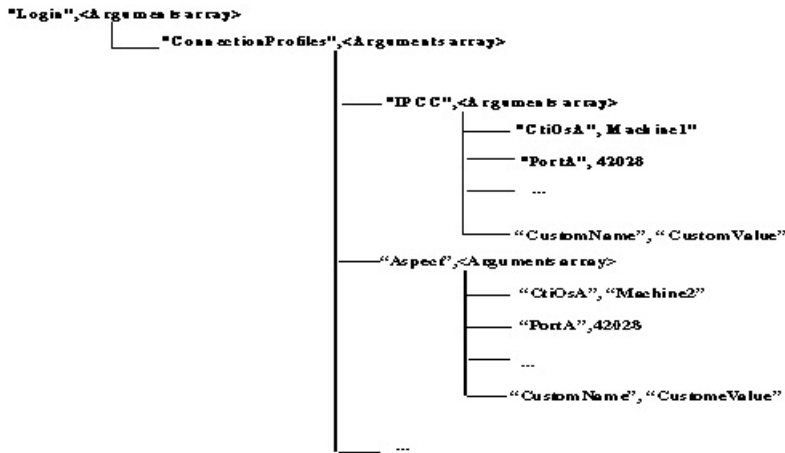 "Login",<Arguments array>
"ConnectionProfiles",<Arguments array>
"IPCC",<Arguments array>
"CtiOsA", Machine1"
"PortA", 42028
...
“CustomName”, “CustomValue”
“Aspect”,<Arguments array>
“CtiOsA”, “Machine2”
“PortA”, 42028
...
“CustomName”, “CustomeValue”
...